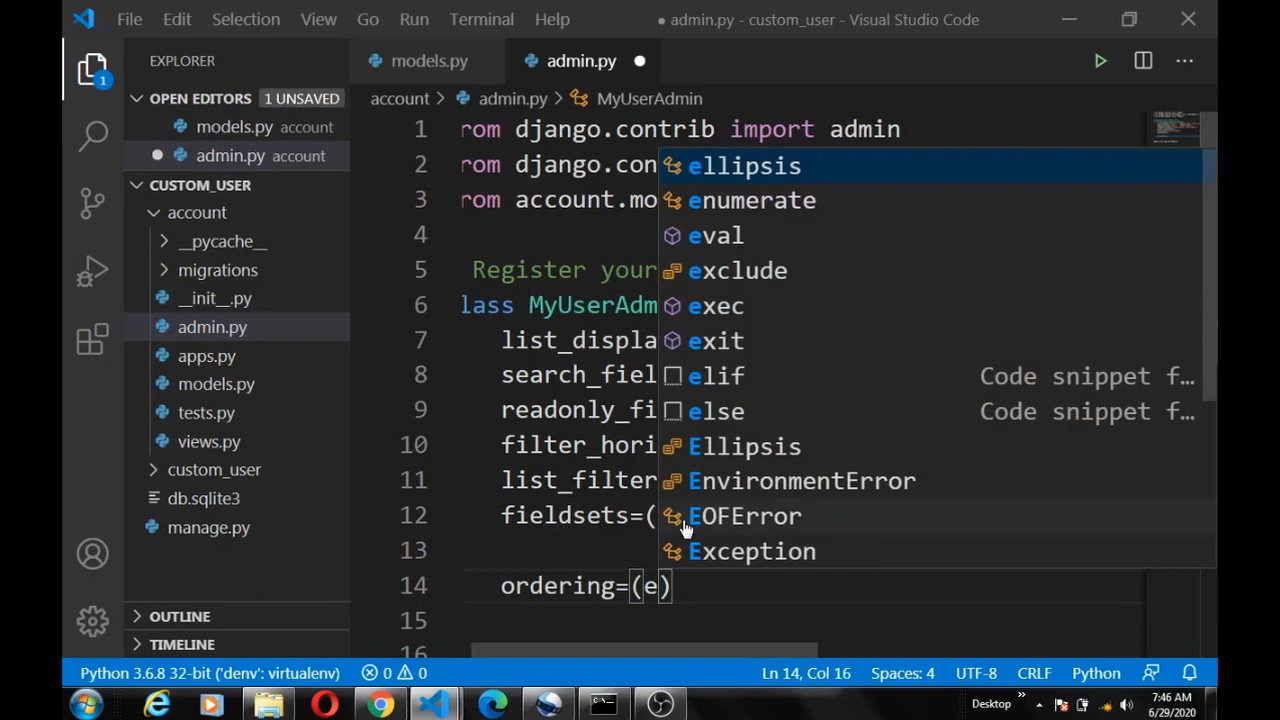 File Edit Selection View Go Run Terminal Help ● admin.py - custom_user - Visual Studio Code
EXPLORER
OPEN EDITORS 1 UNSAVED
models.py account
admin.py account
CUSTOM_USER
account
__pycache__
migrations
__init__.py
admin.py
apps.py
models.py
tests.py
views.py
custom_user
db.sqlite3
manage.py
OUTLINE
TIMELINE
1
models.py admin.py
account > admin.py > MyUserAdmin
1 rom django.contrib import admin
2 rom django.con
3 rom account.mo
4
5 Register your
6 lass MyUserAdm
7 list_displa
8 search_fiel
9 readonly_fi
10 filter_hori
11 list_filter
12 fieldsets=(
13
14 ordering=(e)
15
16
ellipsis
enumerate
eval
exclude
exec
exit
elif Code snippet f…
else Code snippet f…
Ellipsis
EnvironmentError
EOFError
Exception
Python 3.6.8 32-bit ('denv': virtualenv) 0 0 Ln 14, Col 16 Spaces: 4 UTF-8 CRLF Python
Desktop » 7:46 AM
6/29/2020